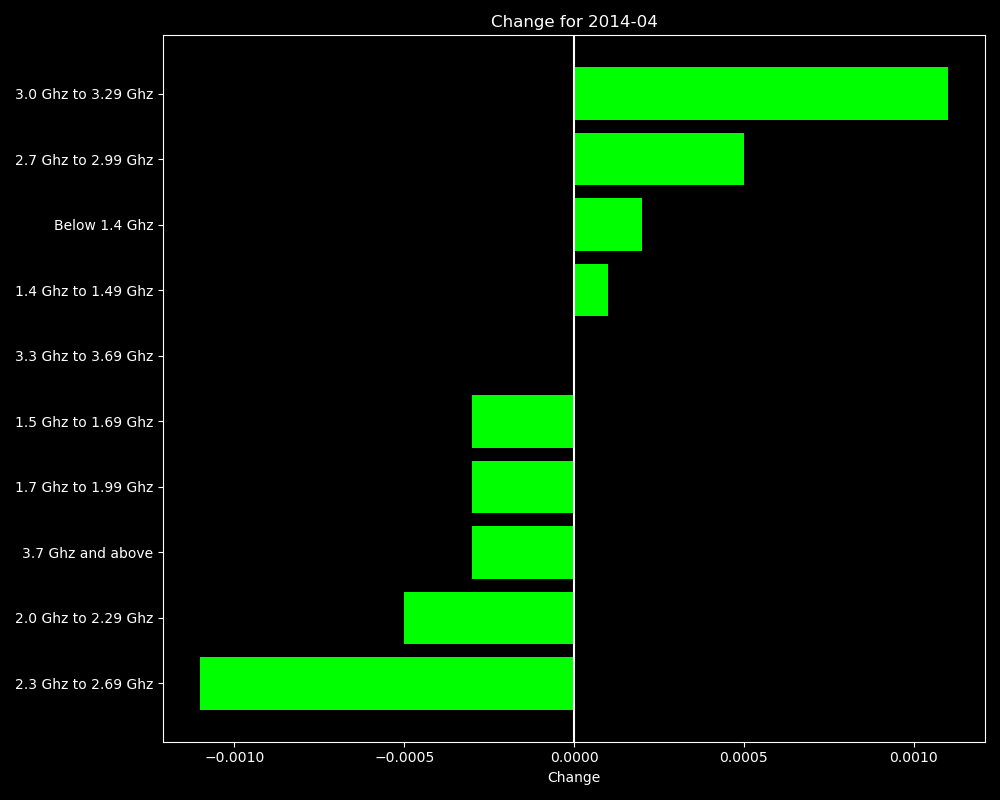 Change for 2014-04
3.0 Ghz to 3.29 Ghz
2.7 Ghz to 2.99 Ghz
Below 1.4 Ghz
1.4 Ghz to 1.49 Ghz
3.3 Ghz to 3.69 Ghz
1.5 Ghz to 1.69 Ghz
1.7 Ghz to 1.99 Ghz
3.7 Ghz and above
2.0 Ghz to 2.29 Ghz
2.3 Ghz to 2.69 Ghz
−0.0010 −0.0005 0.0000 0.0005 0.0010
Change